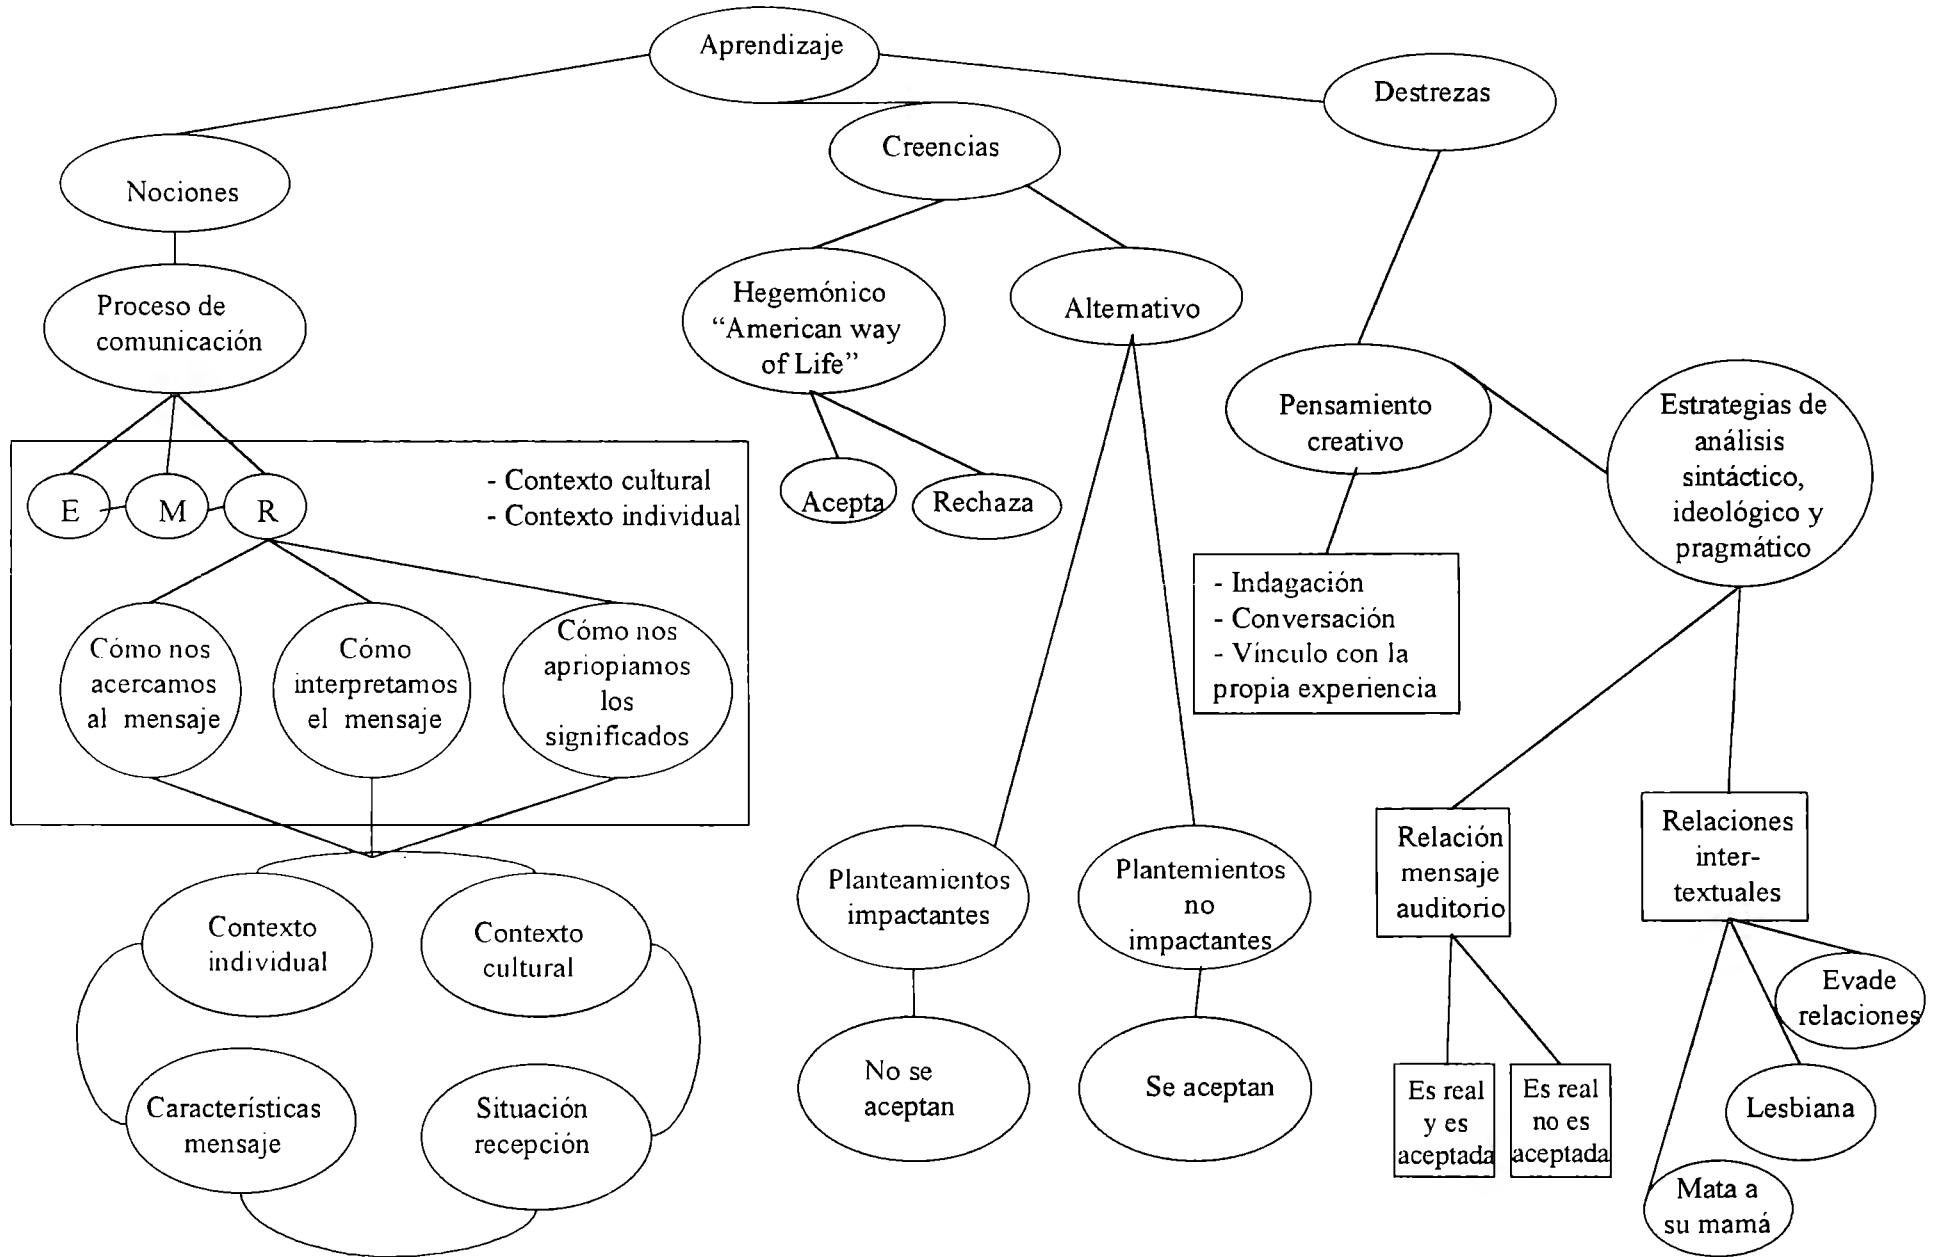 Aprendizaje
Destrezas
Creencias
Nociones
Proceso de
comunicación
Hegemónico
“American way
of Life”
Alternativo
Pensamiento
creativo
Estrategias de
análisis
sintáctico,
ideológico y
pragmático
E
M
R
- Contexto cultural
- Contexto individual
Acepta
Rechaza
- Indagación
- Conversación
- Vínculo con la
propia experiencia
Cómo nos
acercamos
al mensaje
Cómo
interpretamos
el mensaje
Cómo nos
apriopiamos
los
significados
Planteamientos
impactantes
Plantemientos
no
impactantes
Relación
mensaje
auditorio
Relaciones
inter-
textuales
Contexto
individual
Contexto
cultural
Evade
relaciones
Características
mensaje
Situación
recepción
No se
aceptan
Se aceptan
Es real
y es
aceptada
Es real
no es
aceptada
Lesbiana
Mata a
su mamá